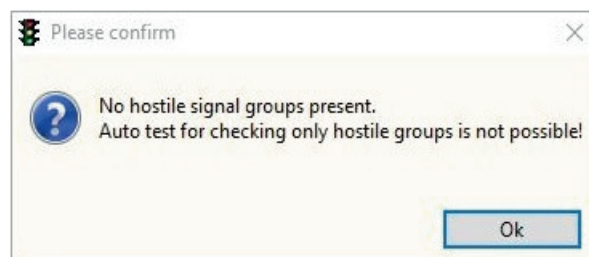 Please confirm
No hostile signal groups present.
Auto test for checking only hostile groups is not possible!
Ok